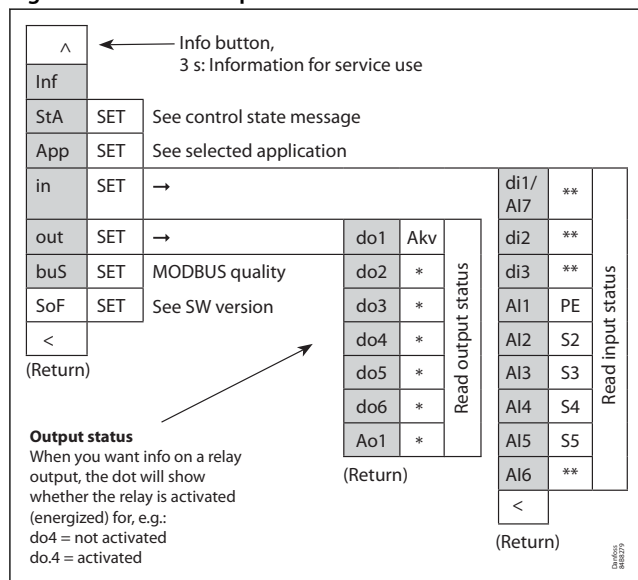 ^
Info button,
3 s: Information for service use
Inf
StA SET See control state message
App SET See selected application
in SET → di1/
AI7 **
out SET → do1 Akv di2 **
buS SET MODBUS quality do2 * di3 **
SoF SET See SW version do3 * AI1 PE
< do4 * AI2 S2
(Return) do5 * AI3 S3
do6 * AI4 S4
Ao1 * AI5 S5
(Return) AI6 **
<
(Return)
Read output status
Read input status
Output status
When you want info on a relay
output, the dot will show
whether the relay is activated
(energized) for, e.g.:
do4 = not activated
do.4 = activated
Danfoss
84B8279